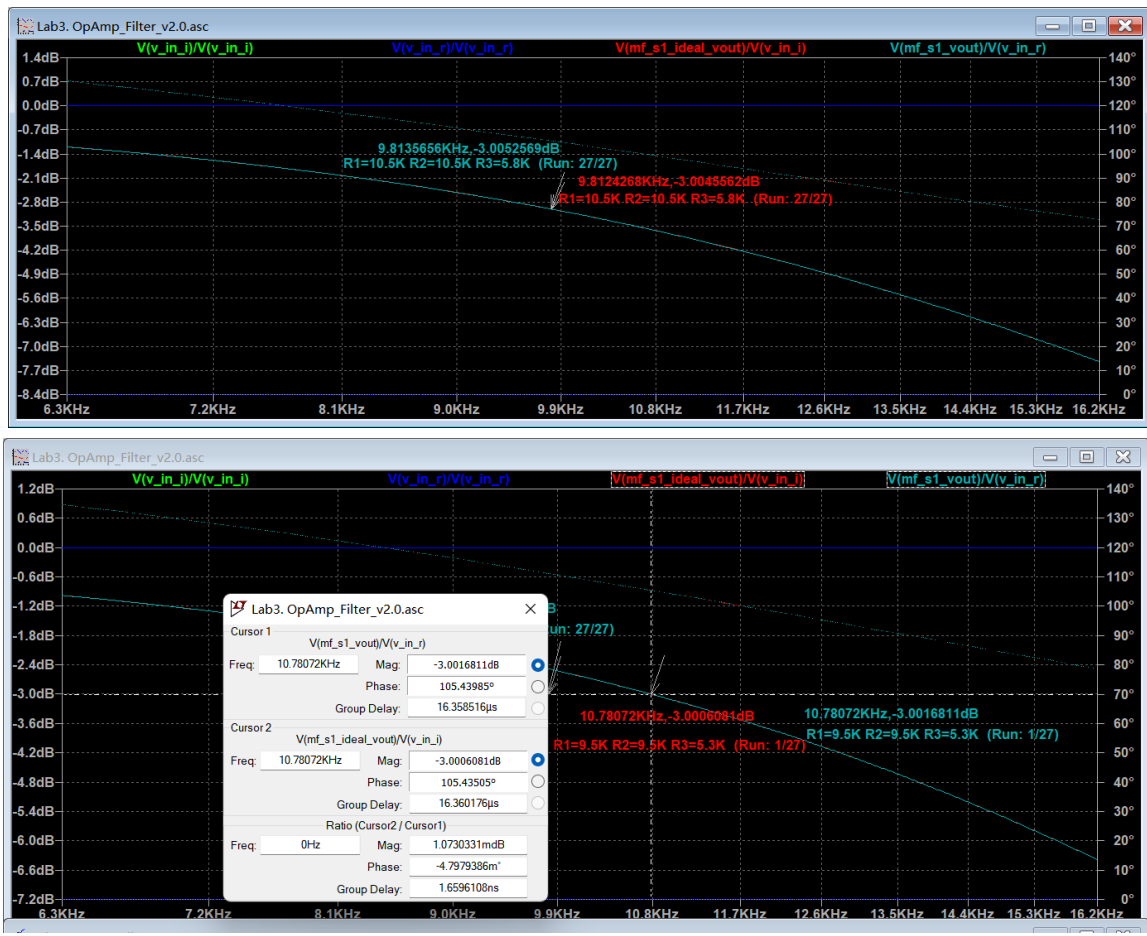 Lab3. OpAmp_Filter_v2.0.asc
V(v_in_i)/V(v_in_i) V(v_in_r)/V(v_in_r) V(mf_s1_ideal_vout)/V(v_in_i) V(mf_s1_vout)/V(v_in_r)
1.4dB 140°
0.7dB 130°
0.0dB 120°
-0.7dB 110°
9.8135656KHz,-3.0052569dB
-1.4dB 100°
R1=10.5K R2=10.5K R3=5.8K (Run: 27/27)
-2.1dB 90°
9.8124268KHz,-3.0045562dB
-2.8dB 80°
R1=10.5K R2=10.5K R3=5.8K (Run: 27/27)
-3.5dB 70°
-4.2dB 60°
-4.9dB 50°
-5.6dB 40°
-6.3dB 30°
-7.0dB 20°
-7.7dB 10°
-8.4dB 0°
6.3KHz 7.2KHz 8.1KHz 9.0KHz 9.9KHz 10.8KHz 11.7KHz 12.6KHz 13.5KHz 14.4KHz 15.3KHz 16.2KHz
Lab3. OpAmp_Filter_v2.0.asc
V(v_in_i)/V(v_in_i) V(v_in_r)/V(v_in_r) V(mf_s1_ideal_vout)/V(v_in_i) V(mf_s1_vout)/V(v_in_r)
1.2dB 140°
0.6dB 130°
0.0dB 120°
-0.6dB 110°
-1.2dB 100°
-1.8dB 90°
-2.4dB 80°
-3.0dB 70°
-3.6dB 60°
-4.2dB 50°
-4.8dB 40°
-5.4dB 30°
-6.0dB 20°
-6.6dB 10°
-7.2dB 0°
B
un: 27/27)
10.78072KHz,-3.0006081dB
R1=9.5K R2=9.5K R3=5.3K (Run: 1/27)
10.78072KHz,-3.0016811dB
R1=9.5K R2=9.5K R3=5.3K (Run: 1/27)
Lab3. OpAmp_Filter_v2.0.asc
Cursor 1
V(mf_s1_vout)/V(v_in_r)
Freq: 10.78072KHz Mag: -3.0016811dB
Phase: 105.43985°
Group Delay: 16.358516µs
Cursor 2
V(mf_s1_ideal_vout)/V(v_in_i)
Freq: 10.78072KHz Mag: -3.0006081dB
Phase: 105.43505°
Group Delay: 16.360176µs
Ratio (Cursor2 / Cursor1)
Freq: 0Hz Mag: 1.0730331mdB
Phase: -4.7979386m°
Group Delay: 1.6596108ns
6.3KHz 7.2KHz 8.1KHz 9.0KHz 9.9KHz 10.8KHz 11.7KHz 12.6KHz 13.5KHz 14.4KHz 15.3KHz 16.2KHz